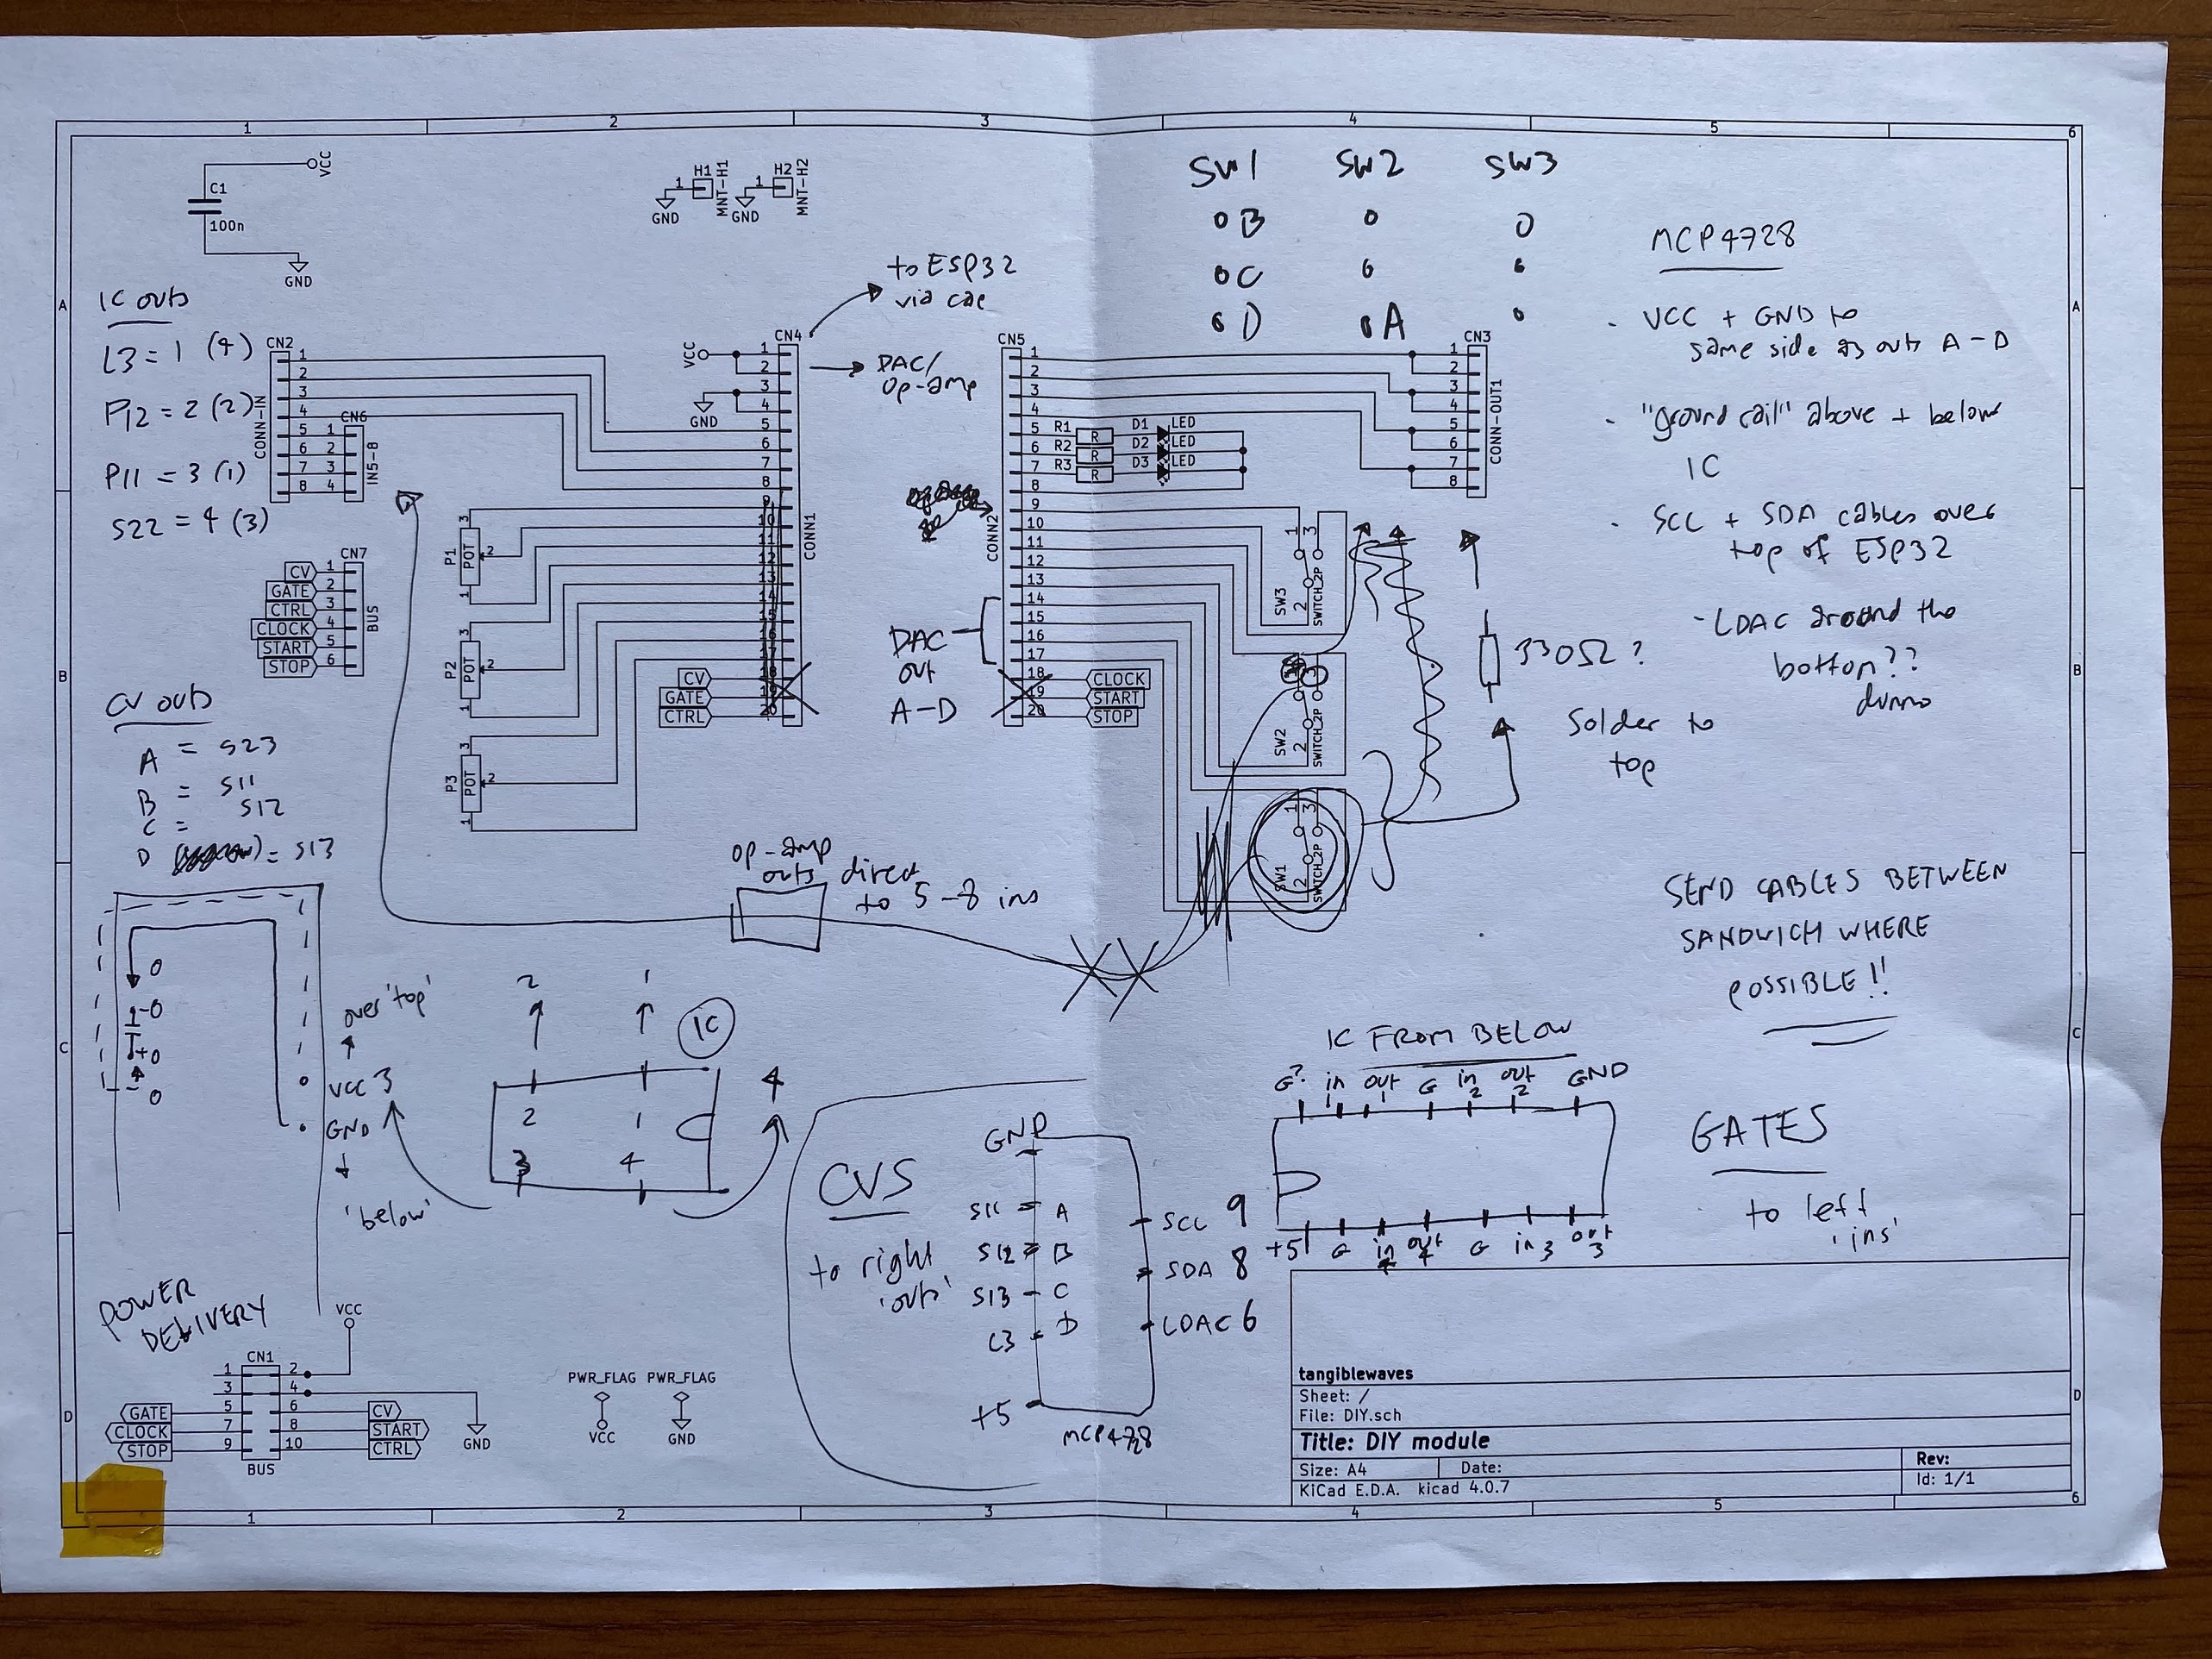 1 2 3 4 5 6
VCC
C1
100n
GND
H1
1
MNT-H1
GND
H2
1
MNT-H2
GND
SW1 SW2 SW3
B
C
D
A
MCP4728
- VCC + GND to
same side as outs A-D
- "ground rail" above + below
IC
- SCC + SDA cables over
top of ESP32
- LDAC around the
bottom??
dunno
to ESP32
via
DAC/
op-amp
IC outs
L3 = 1 (4)
P12 = 2 (2)
P11 = 3 (1)
S22 = 4 (3)
CN2
1
2
3
4
5
6
7
8
CONN-IN
CN6
1
2
3
4
IN5-8
CN7
CV 1
GATE 2
CTRL 3
CLOCK 4
START 5
STOP 6
BUS
P1
POT
3
2
1
P2
POT
3
2
1
P3
POT
3
2
1
CN4
VCC
GND
1
2
3
4
5
6
7
8
9
10
11
12
13
14
15
16
17
18
19
20
CONN1
CV
GATE
CTRL
CN5
1
2
3
4
5
6
7
8
9
10
11
12
13
14
15
16
17
18
19
20
CONN2
CLOCK
START
STOP
DAC
out
A-D
R1 R D1 LED
R2 R D2 LED
R3 R D3 LED
CN3
1
2
3
4
5
6
7
8
CONN-OUT1
SW3
1 3
2
SWITCH_2P
SW2
3
2
SWITCH_2P
SW1
1 3
2
SWITCH_2P
330Ω?
Solder to
top
CV outs
A = S23
B = S11
C = S12
D = S13
op-amp
outs
direct
to 5-8 ins
SEND CABLES BETWEEN
SANDWICH WHERE
POSSIBLE!!
over 'top'
VCC
GND
'below'
2 1
IC
3 4
2 1
3 4
CVS
to right
'outs'
GND
S11 A
S12 B
S13 C
L3 D
+5
SCC 9
SDA 8
LDAC 6
MCP4728
IC FROM BELOW
G? in 1 out 1 G in 2 out 2 GND
+5 G in 4 out 4 G in 3 out 3
GATES
to left
'ins'
POWER
DELIVERY
VCC
CN1
1 2
3 4
GATE 5 6 CV
CLOCK 7 8 START
STOP 9 10 CTRL
BUS
GND
PWR_FLAG PWR_FLAG
VCC GND
tangiblewaves
Sheet: /
File: DIY.sch
Title: DIY module
Size: A4 Date: Rev:
KiCad E.D.A. kicad 4.0.7 Id: 1/1
1 2 3 4 5 6
A
B
C
D
A
B
C
D